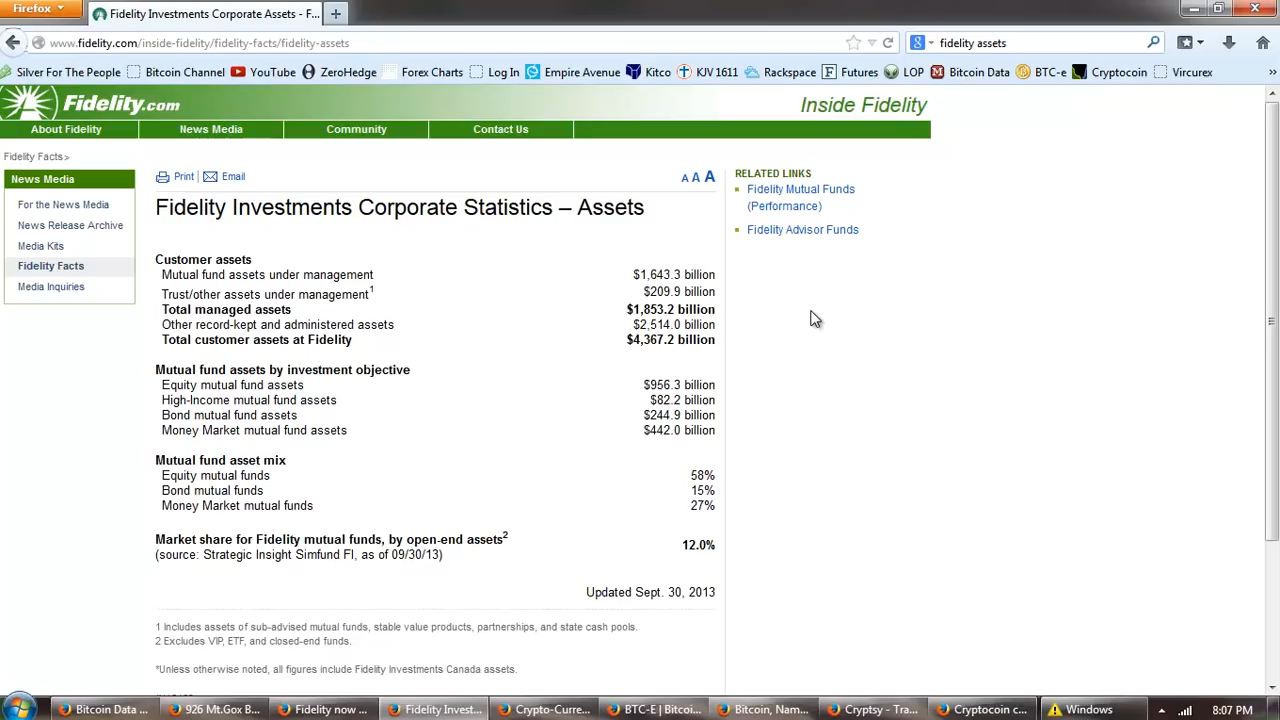 Firefox
Fidelity Investments Corporate Assets - F...
www.fidelity.com/inside-fidelity/fidelity-facts/fidelity-assets
fidelity assets
Silver For The People Bitcoin Channel YouTube ZeroHedge Forex Charts Log In Empire Avenue Kitco KJV 1611 Rackspace Futures LOP Bitcoin Data BTC-e Cryptocoin Vircurex »
Fidelity.com
Inside Fidelity
About Fidelity News Media Community Contact Us
Fidelity Facts >
News Media
For the News Media
News Release Archive
Media Kits
Fidelity Facts
Media Inquiries
Print Email A A A
Fidelity Investments Corporate Statistics – Assets
Customer assets
Mutual fund assets under management $1,643.3 billion
Trust/other assets under management1 $209.9 billion
Total managed assets $1,853.2 billion
Other record-kept and administered assets $2,514.0 billion
Total customer assets at Fidelity $4,367.2 billion
Mutual fund assets by investment objective
Equity mutual fund assets $956.3 billion
High-Income mutual fund assets $82.2 billion
Bond mutual fund assets $244.9 billion
Money Market mutual fund assets $442.0 billion
Mutual fund asset mix
Equity mutual funds 58%
Bond mutual funds 15%
Money Market mutual funds 27%
Market share for Fidelity mutual funds, by open-end assets2
(source: Strategic Insight Simfund FI, as of 09/30/13) 12.0%
Updated Sept. 30, 2013
1 Includes assets of sub-advised mutual funds, stable value products, partnerships, and state cash pools.
2 Excludes VIP, ETF, and closed-end funds.
*Unless otherwise noted, all figures include Fidelity Investments Canada assets.
RELATED LINKS
Fidelity Mutual Funds
(Performance)
Fidelity Advisor Funds
Bitcoin Data ... 926 Mt.Gox B... Fidelity now ... Fidelity Invest... Crypto-Curre... BTC-E | Bitcoi... Bitcoin, Nam... Cryptsy - Tra... Cryptocoin c... Windows 8:07 PM